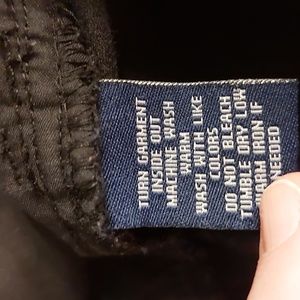 TURN GARMENT
INSIDE OUT
MACHINE WASH
WARM
WASH WITH LIKE
COLORS
DO NOT BLEACH
TUMBLE DRY LOW
WARM IRON IF
NEEDED